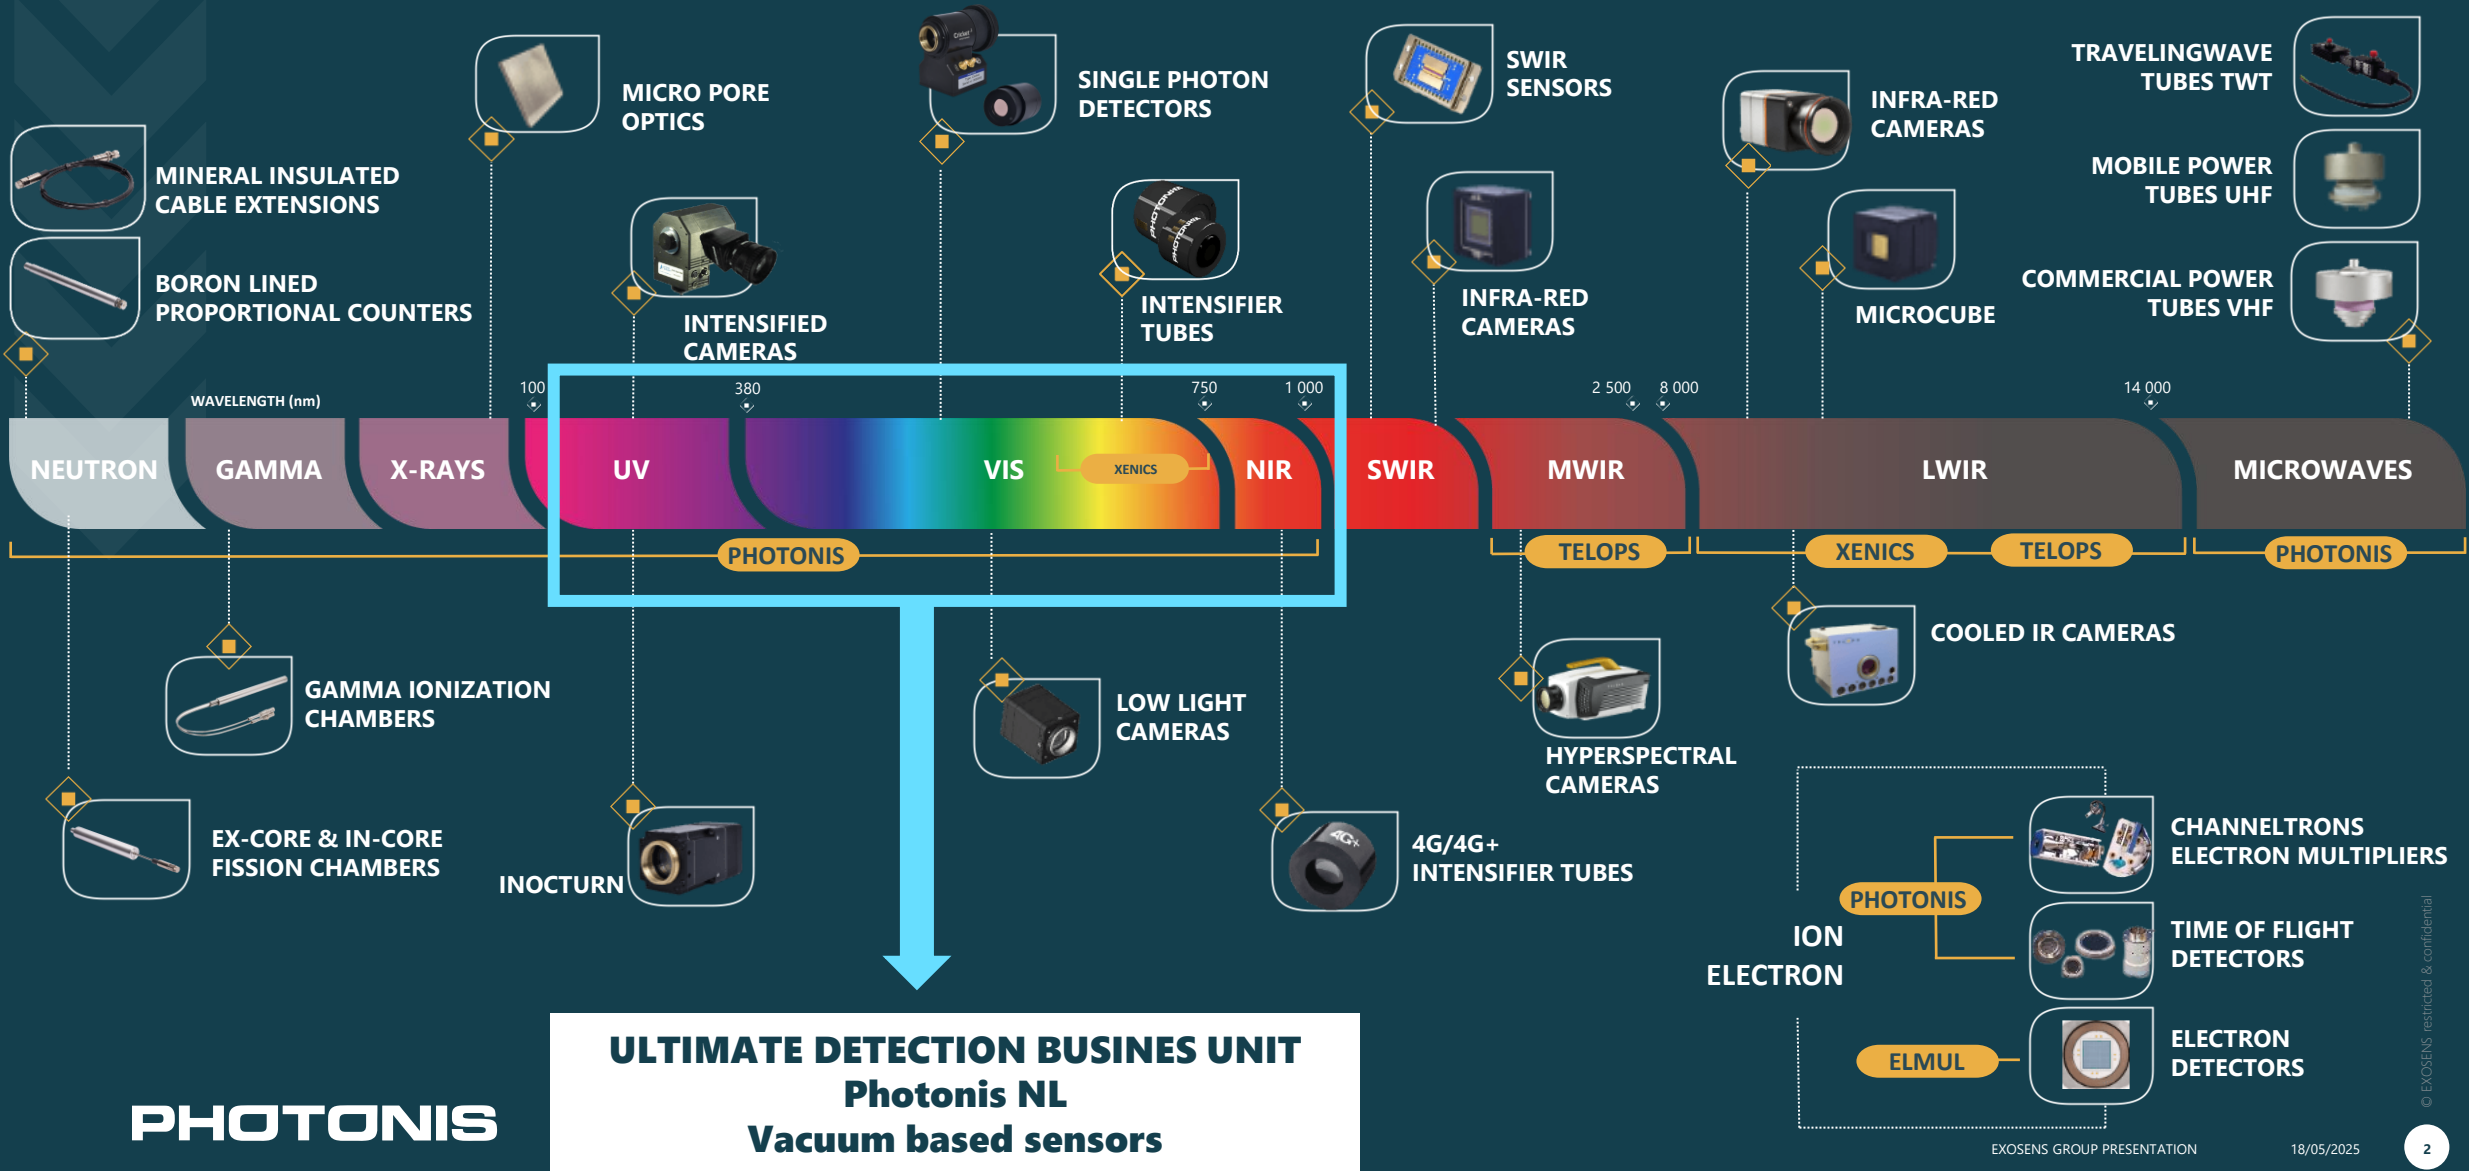 MICRO PORE
OPTICS
SINGLE PHOTON
DETECTORS
SWIR
SENSORS
INFRA-RED
CAMERAS
TRAVELINGWAVE
TUBES TWT
MOBILE POWER
TUBES UHF
COMMERCIAL POWER
TUBES VHF
MINERAL INSULATED
CABLE EXTENSIONS
BORON LINED
PROPORTIONAL COUNTERS
INTENSIFIED
CAMERAS
PHOTONIS
PHOTONIS
INTENSIFIER
TUBES
INFRA-RED
CAMERAS
MICROCUBE
WAVELENGTH (nm)
100
380
750
1 000
2 500
8 000
14 000
NEUTRON
GAMMA
X-RAYS
UV
VIS
XENICS
NIR
SWIR
MWIR
LWIR
MICROWAVES
PHOTONIS
TELOPS
XENICS
TELOPS
PHOTONIS
GAMMA IONIZATION
CHAMBERS
EX-CORE & IN-CORE
FISSION CHAMBERS
INOCTURN
LOW LIGHT
CAMERAS
4G+
4G/4G+
INTENSIFIER TUBES
HYPERSPECTRAL
CAMERAS
COOLED IR CAMERAS
ION
ELECTRON
PHOTONIS
CHANNELTRONS
ELECTRON MULTIPLIERS
TIME OF FLIGHT
DETECTORS
ELMUL
ELECTRON
DETECTORS
ULTIMATE DETECTION BUSINES UNIT
Photonis NL
Vacuum based sensors
PHOTONIS
EXOSENS GROUP PRESENTATION
18/05/2025
2
© EXOSENS restricted & confidential